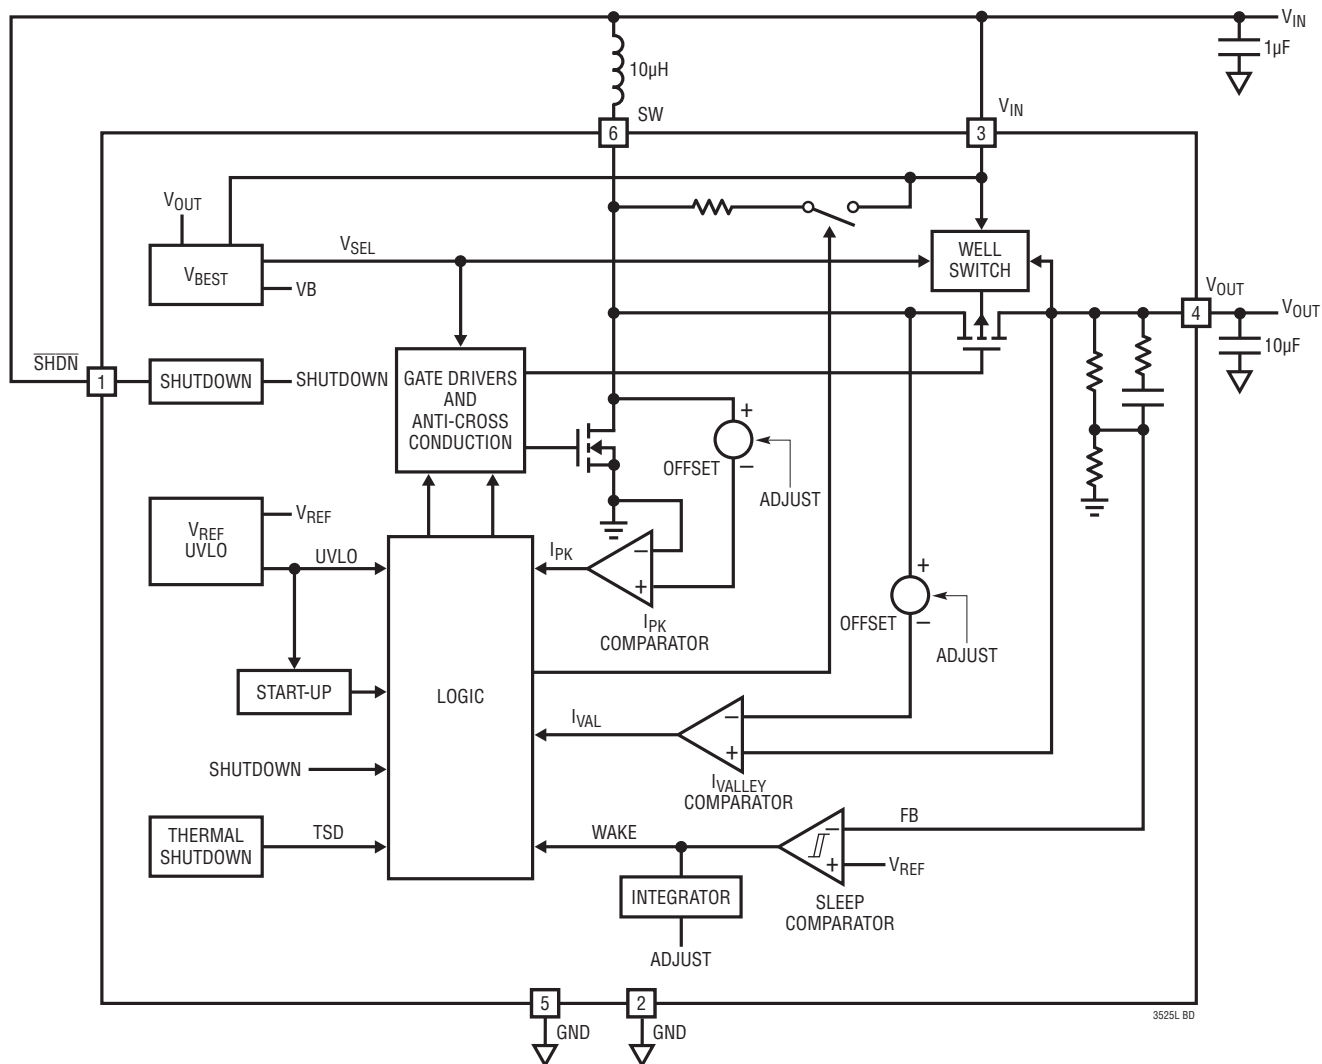 VIN
1µF
10µH
SW
VIN
6
3
VOUT
VBEST
VSEL
VB
WELL
SWITCH
VOUT
4
VOUT
10µF
SHDN
1
SHUTDOWN
SHUTDOWN
GATE DRIVERS
AND
ANTI-CROSS
CONDUCTION
+
OFFSET
–
ADJUST
VREF
UVLO
VREF
UVLO
IPK
–
+
IPK
COMPARATOR
+
OFFSET
–
ADJUST
START-UP
LOGIC
IVAL
–
+
IVALLEY
COMPARATOR
SHUTDOWN
THERMAL
SHUTDOWN
TSD
WAKE
–
+
FB
VREF
SLEEP
COMPARATOR
INTEGRATOR
ADJUST
5
GND
2
GND
3525L BD